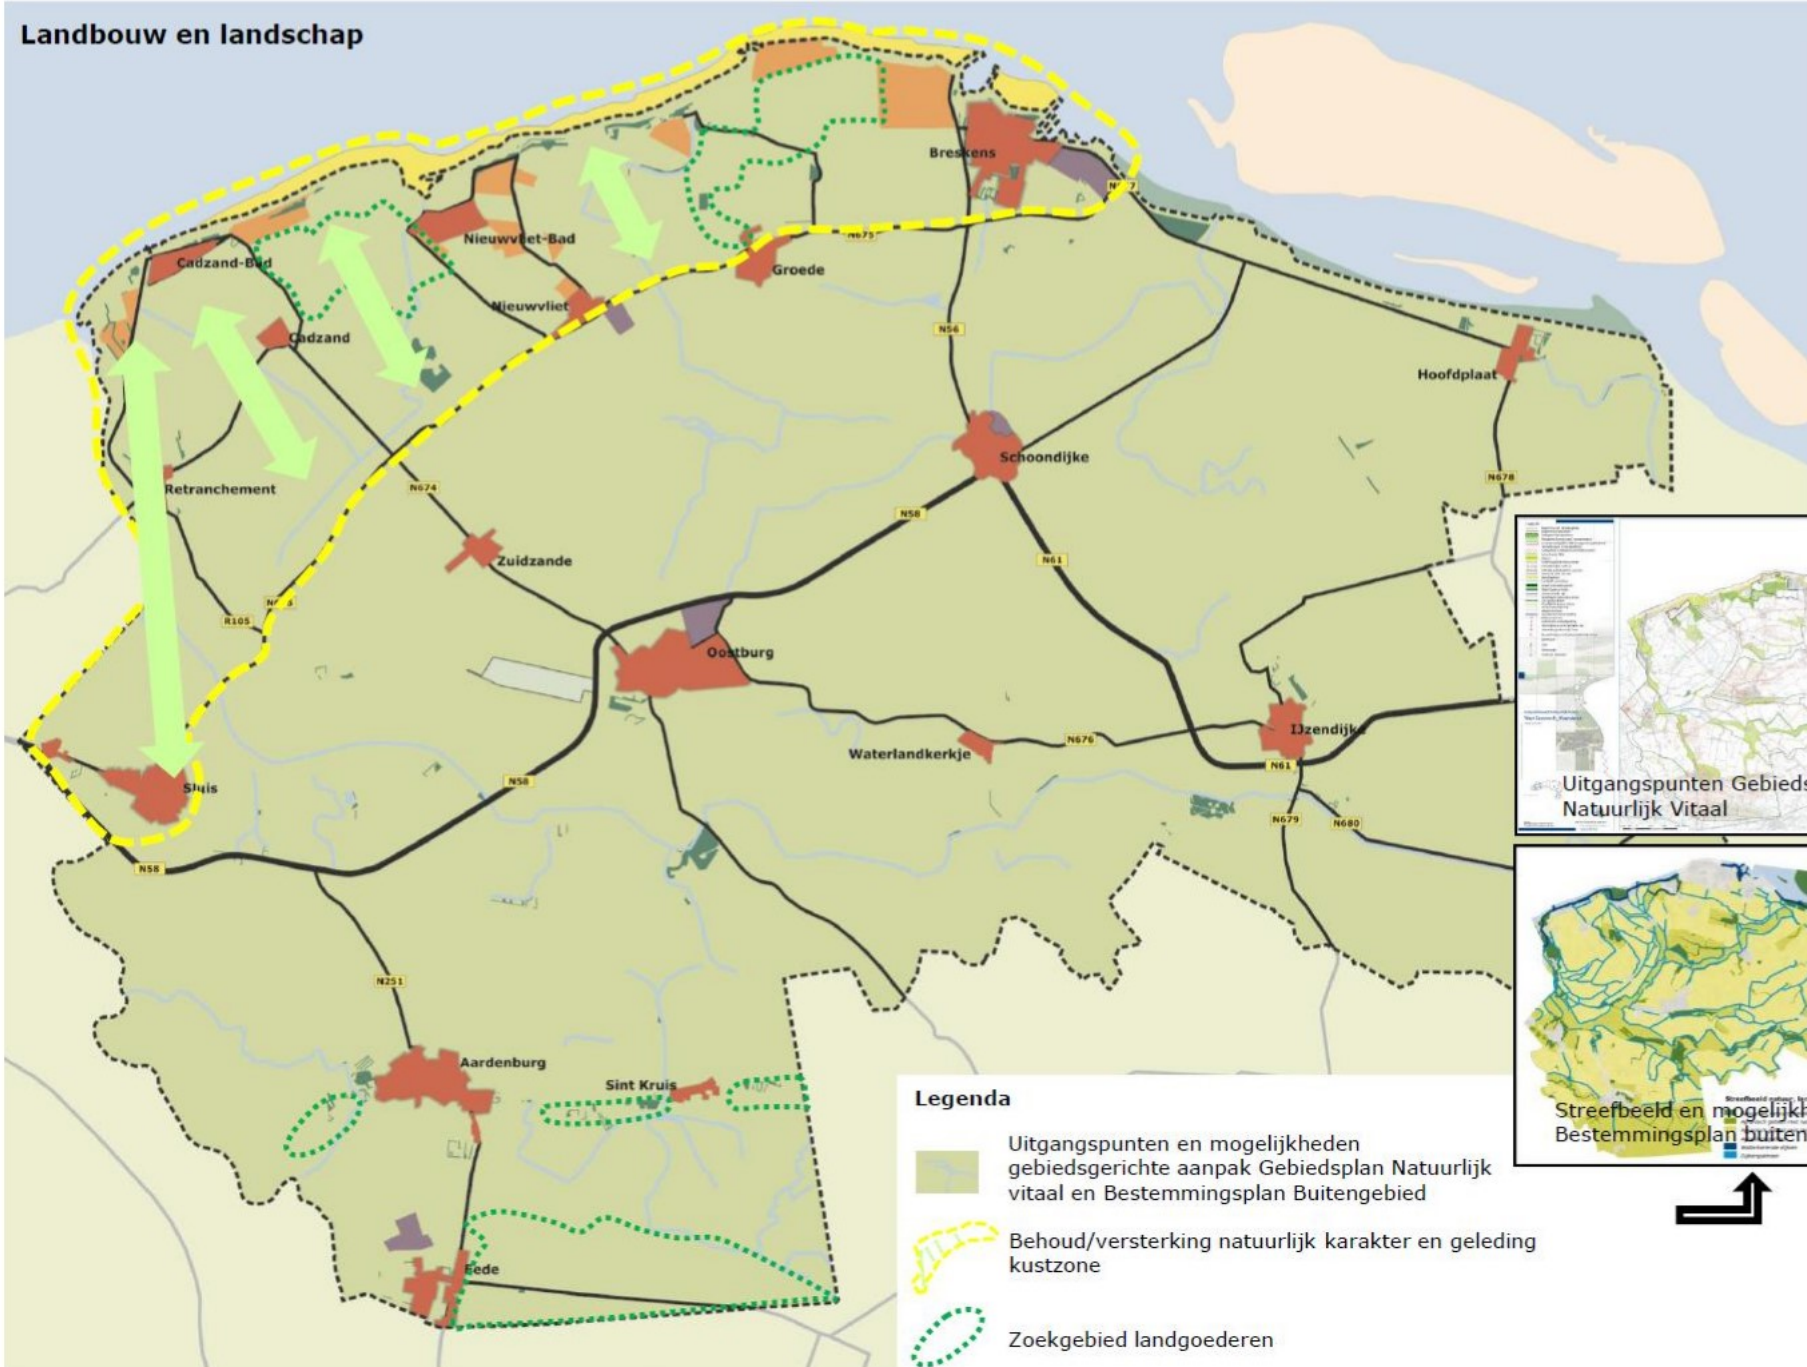 Landbouw en landschap
Breskens
N675
Cadzand-Bad
Nieuwvliet-Bad
Groede
Nieuwvliet
Cadzand
N56
Hoofdplaat
Schoondijke
Retranchement
N674
N678
N58
Zuidzande
N61
R105
Oostburg
Waterlandkerkje
N676
IJzendijke
N61
Sluis
N58
N679
N680
N58
Uitgangspunten Gebieds
Natuurlijk Vitaal
N251
Aardenburg
Sint Kruis
Eede
Streefbeeld en mogelijkh
Bestemmingsplan buiten
Legenda
Uitgangspunten en mogelijkheden
gebiedsgerichte aanpak Gebiedsplan Natuurlijk
vitaal en Bestemmingsplan Buitengebied
Behoud/versterking natuurlijk karakter en geleding
kustzone
Zoekgebied landgoederen